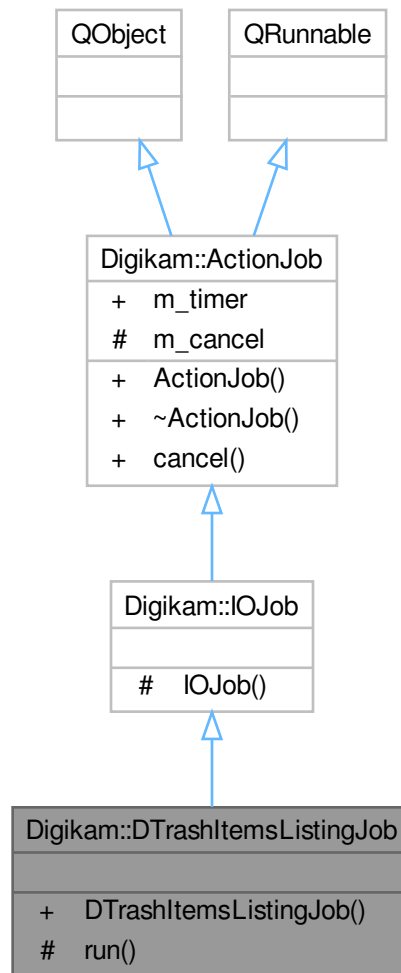 QObject
QRunnable
Digikam::ActionJob
+ m_timer
# m_cancel
+ ActionJob()
+ ~ActionJob()
+ cancel()
Digikam::IOJob
# IOJob()
Digikam::DTrashItemsListingJob
+ DTrashItemsListingJob()
# run()